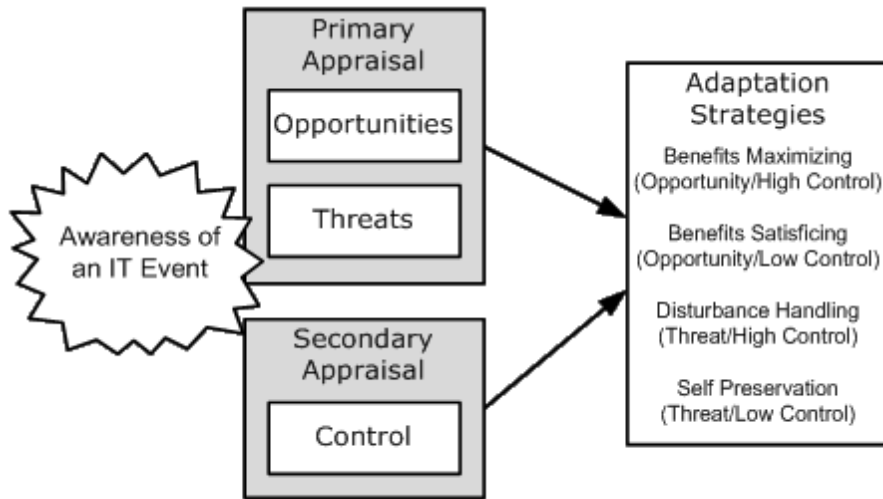 Primary
Appraisal
Opportunities
Threats
Awareness of
an IT Event
Secondary
Appraisal
Control
Adaptation
Strategies
Benefits Maximizing
(Opportunity/High Control)
Benefits Satisficing
(Opportunity/Low Control)
Disturbance Handling
(Threat/High Control)
Self Preservation
(Threat/Low Control)